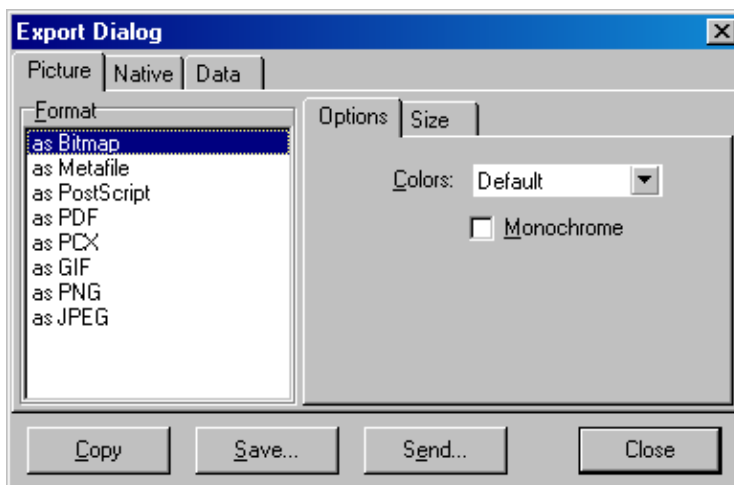 Export Dialog
Picture Native Data
Format
as Bitmap
as Metafile
as PostScript
as PDF
as PCX
as GIF
as PNG
as JPEG
Options Size
Colors: Default
Monochrome
Copy Save... Send... Close